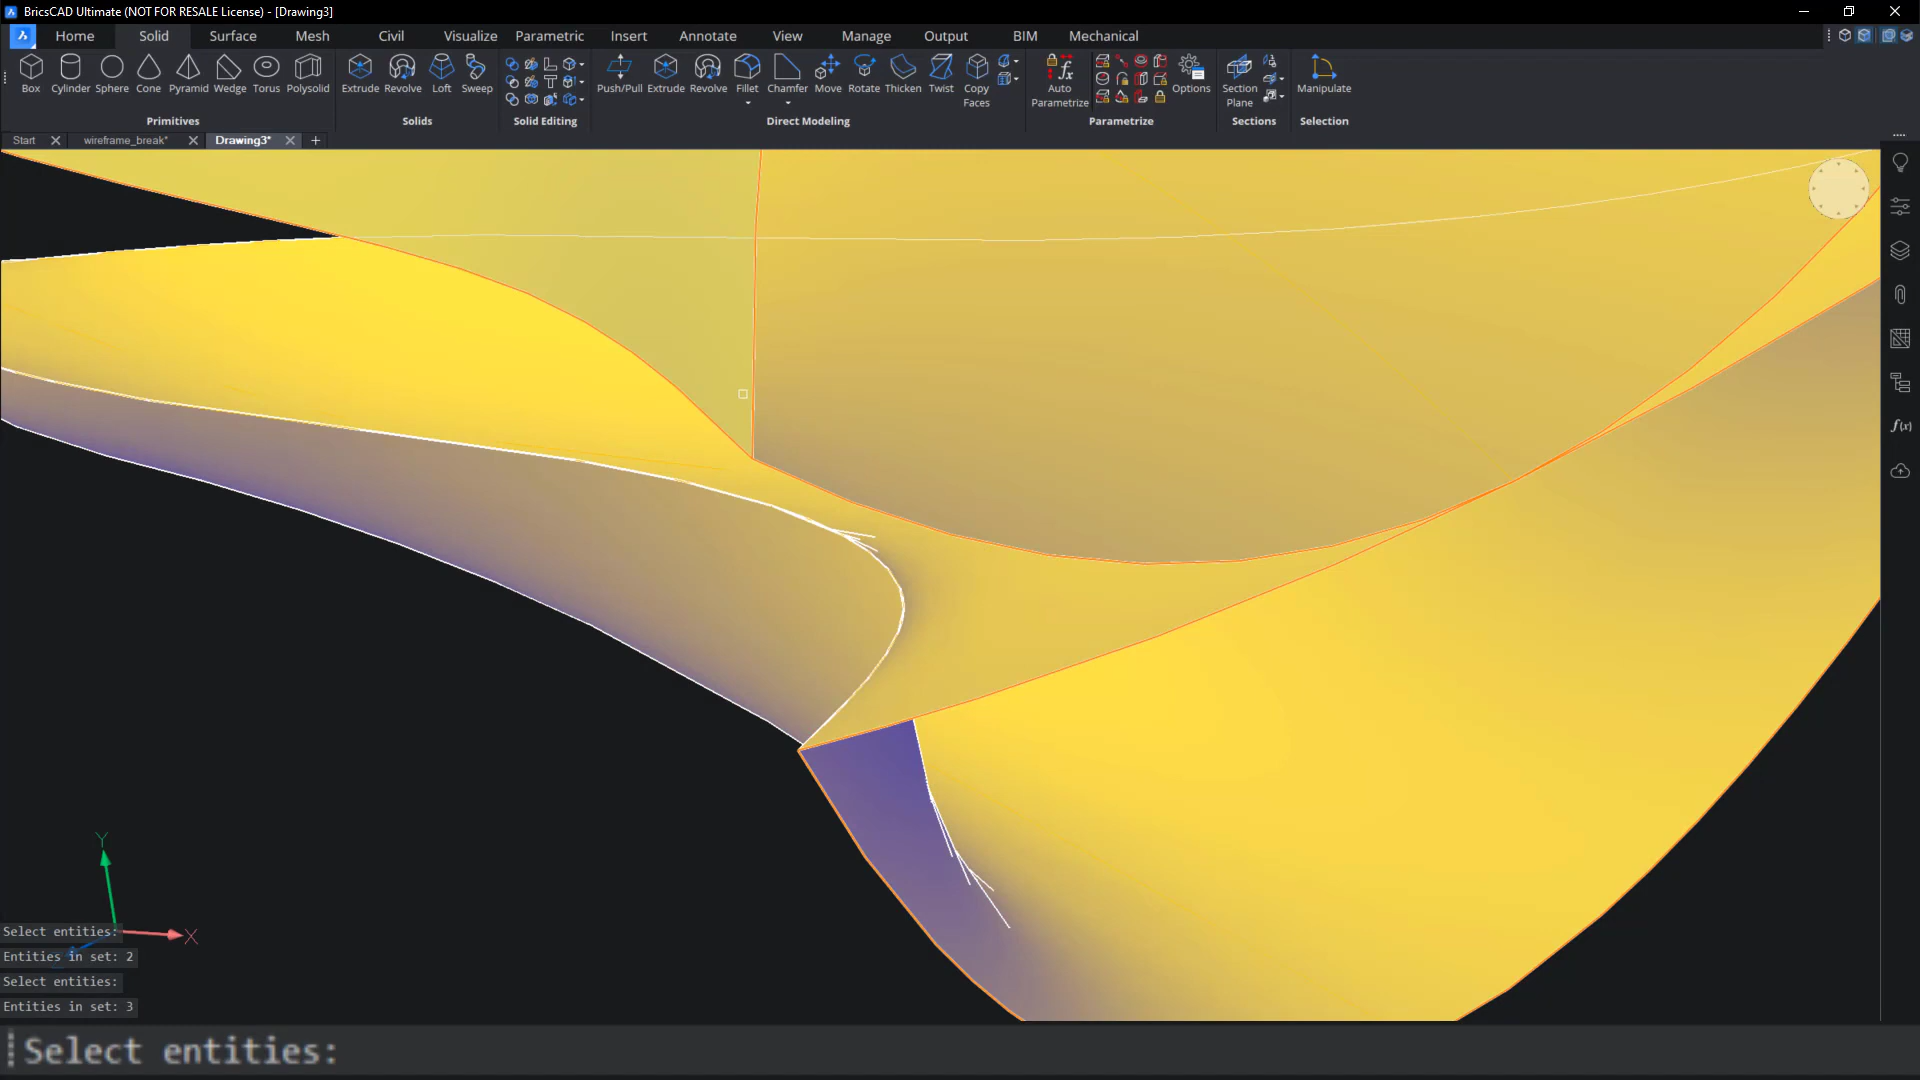 BricsCAD Ultimate (NOT FOR RESALE License) - [Drawing3]
Home Solid Surface Mesh Civil Visualize Parametric Insert Annotate View Manage Output BIM Mechanical
Box Cylinder Sphere Cone Pyramid Wedge Torus Polysolid Extrude Revolve Loft Sweep Push/Pull Extrude Revolve Fillet Chamfer Move Rotate Thicken Twist Copy Faces Auto Parametrize Options Section Plane Manipulate
Primitives Solids Solid Editing Direct Modeling Parametrize Sections Selection
Start wireframe_break* Drawing3*
f(x)
Y
X
Select entities:
Entities in set: 2
Select entities:
Entities in set: 3
Select entities: